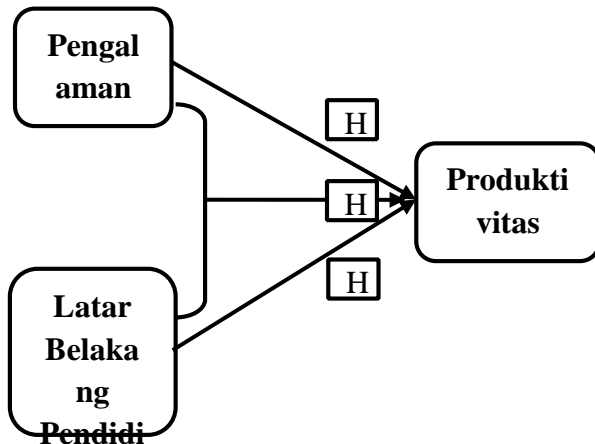 Pengal
aman
H
Produkti
vitas
H
H
Latar
Belaka
ng
Pendidi